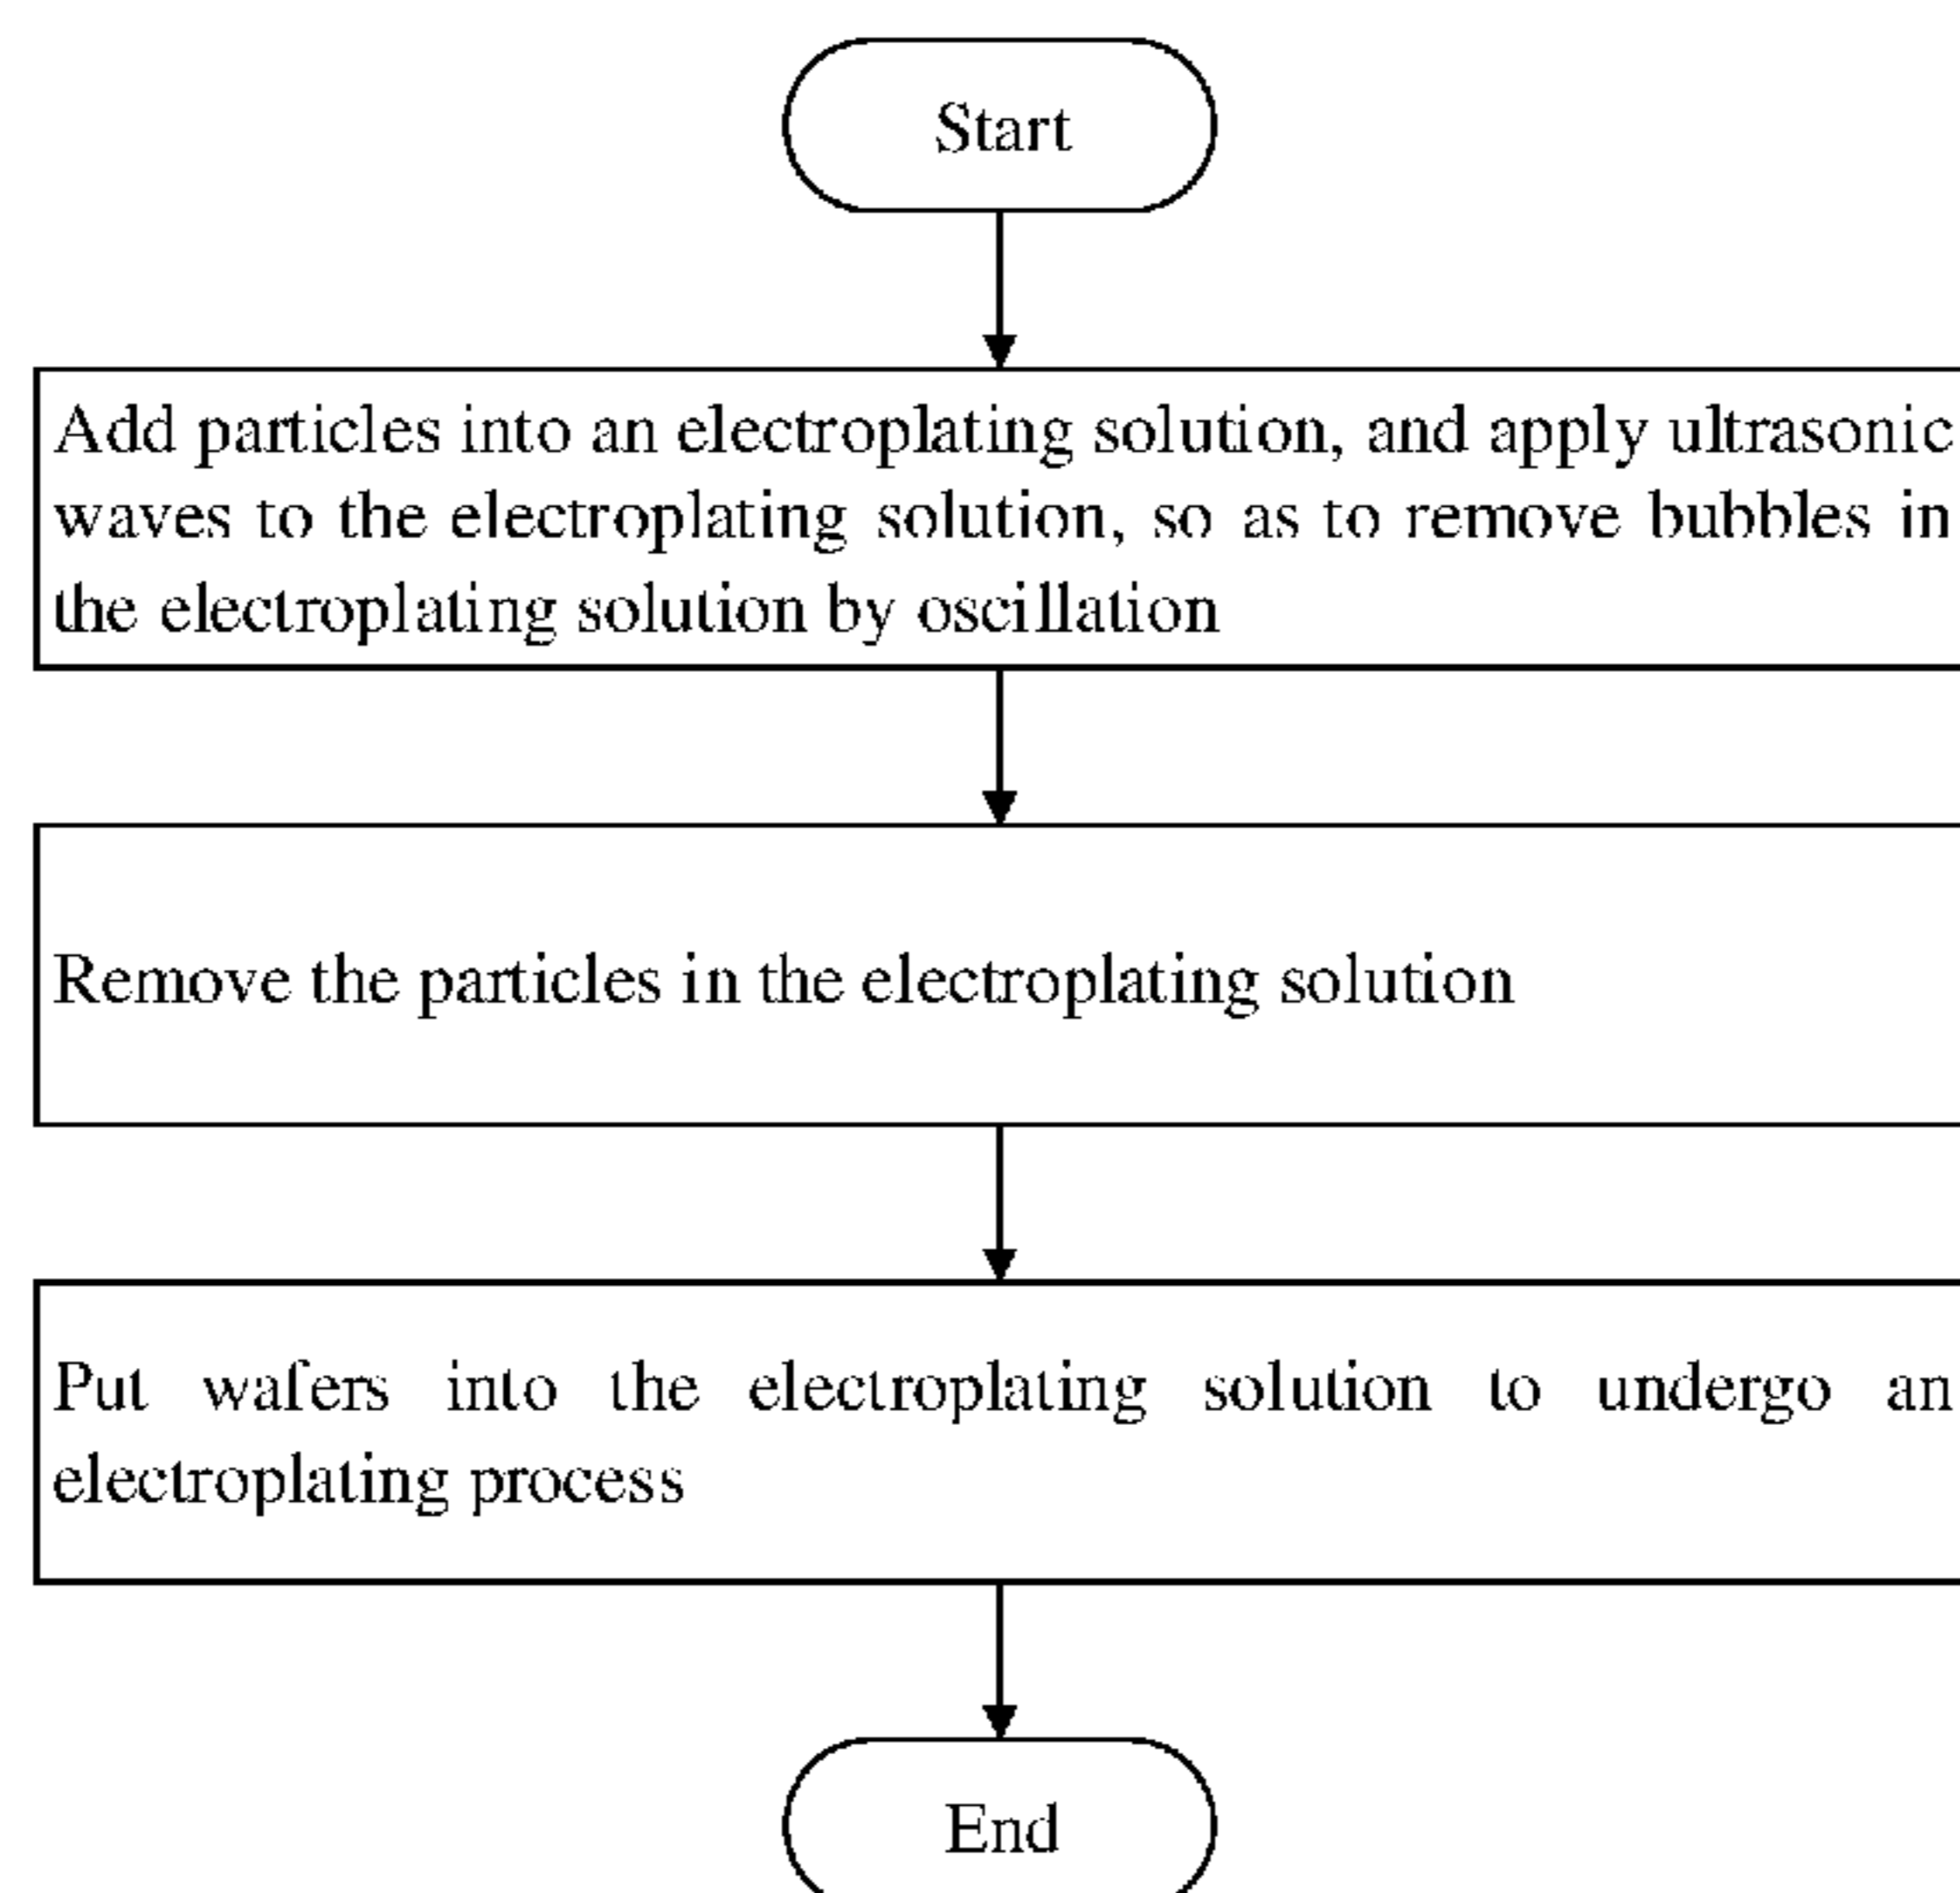 Start
Add particles into an electroplating solution, and apply ultrasonic
waves to the electroplating solution, so as to remove bubbles in
the electroplating solution by oscillation
Remove the particles in the electroplating solution
Put wafers into the electroplating solution to undergo an
electroplating process
End